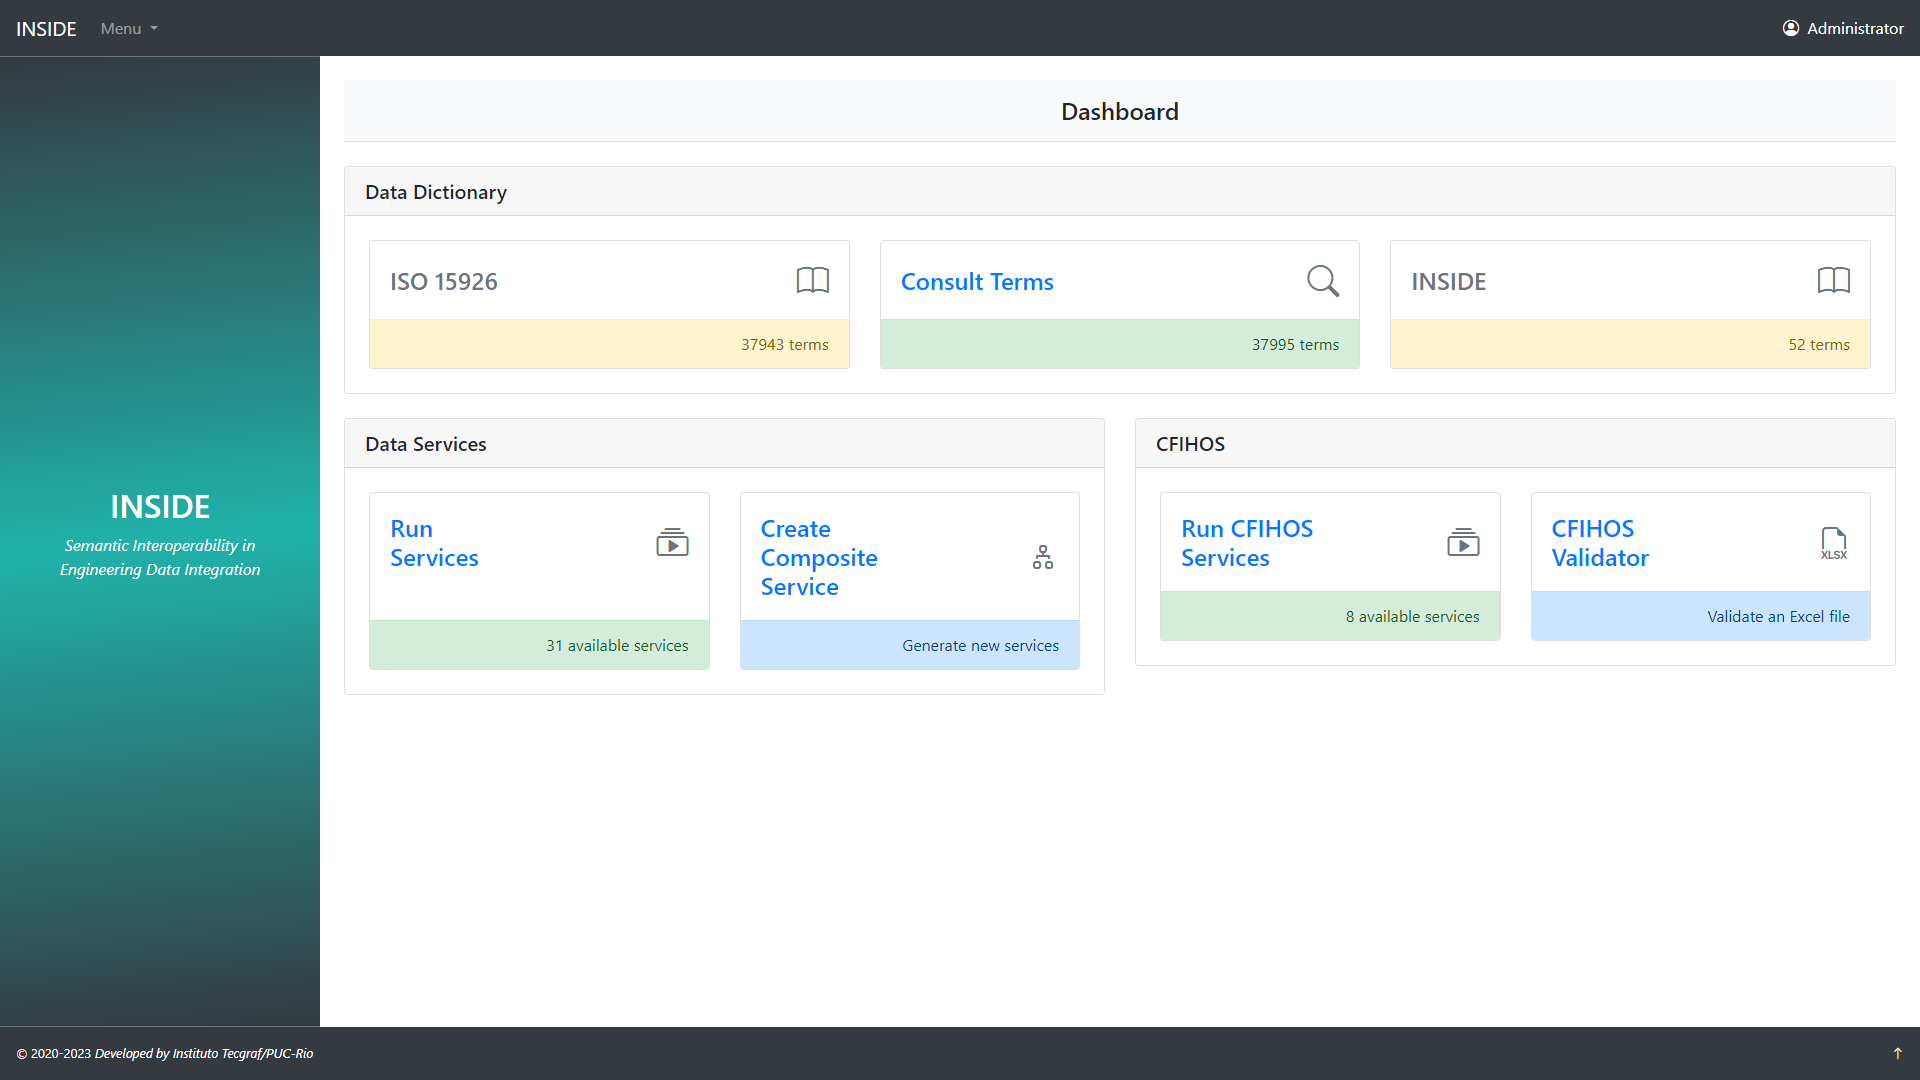 INSIDE
Menu
Administrator
INSIDE
Semantic Interoperability in
Engineering Data Integration
Dashboard
Data Dictionary
ISO 15926
37943 terms
Consult Terms
37995 terms
INSIDE
52 terms
Data Services
Run
Services
31 available services
Create
Composite
Service
Generate new services
CFIHOS
Run CFIHOS
Services
8 available services
CFIHOS
Validator
XLSX
Validate an Excel file
© 2020-2023 Developed by Instituto Tecgraf/PUC-Rio
↑